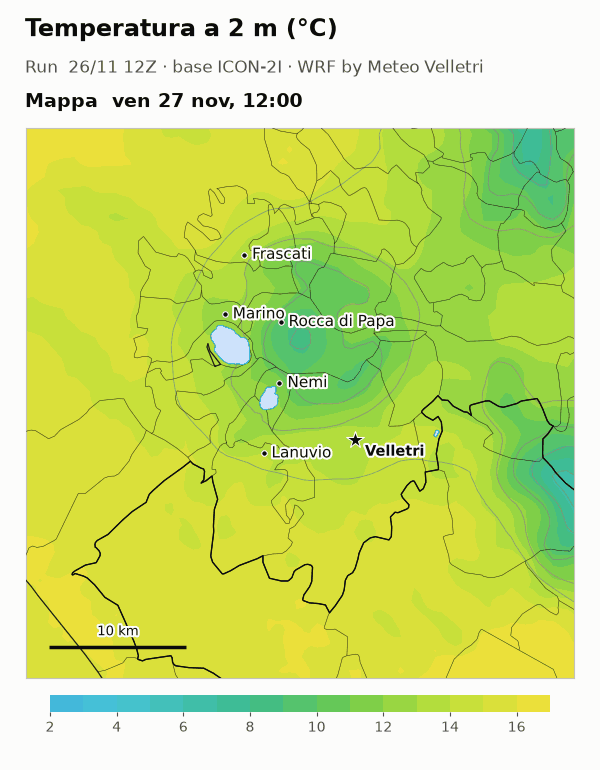 Temperatura a 2 m (°C)
Run  26/11 12Z · base ICON-2I · WRF by Meteo Velletri
Mappa  ven 27 nov, 12:00
Frascati
Marino
Rocca di Papa
Nemi
Velletri
Lanuvio
10 km
2 4 6 8 10 12 14 16